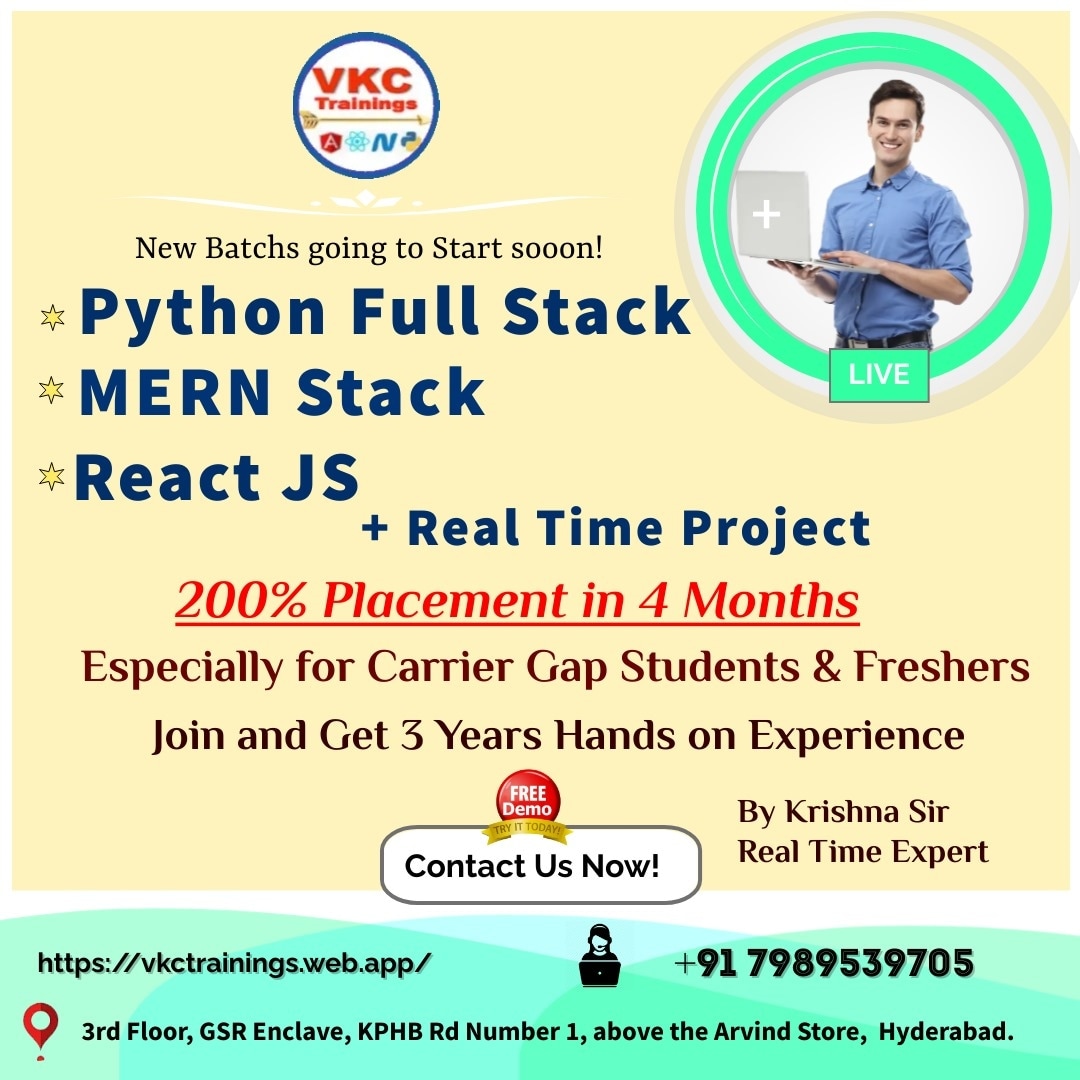 VKC
Trainings
New Batchs going to Start sooon!
Python Full Stack
MERN Stack
React JS
+ Real Time Project
LIVE
200% Placement in 4 Months
Especially for Carrier Gap Students & Freshers
Join and Get 3 Years Hands on Experience
FREE
Demo
TRY IT TODAY!
Contact Us Now!
By Krishna Sir
Real Time Expert
https://vkctrainings.web.app/
+91 7989539705
3rd Floor, GSR Enclave, KPHB Rd Number 1, above the Arvind Store, Hyderabad.